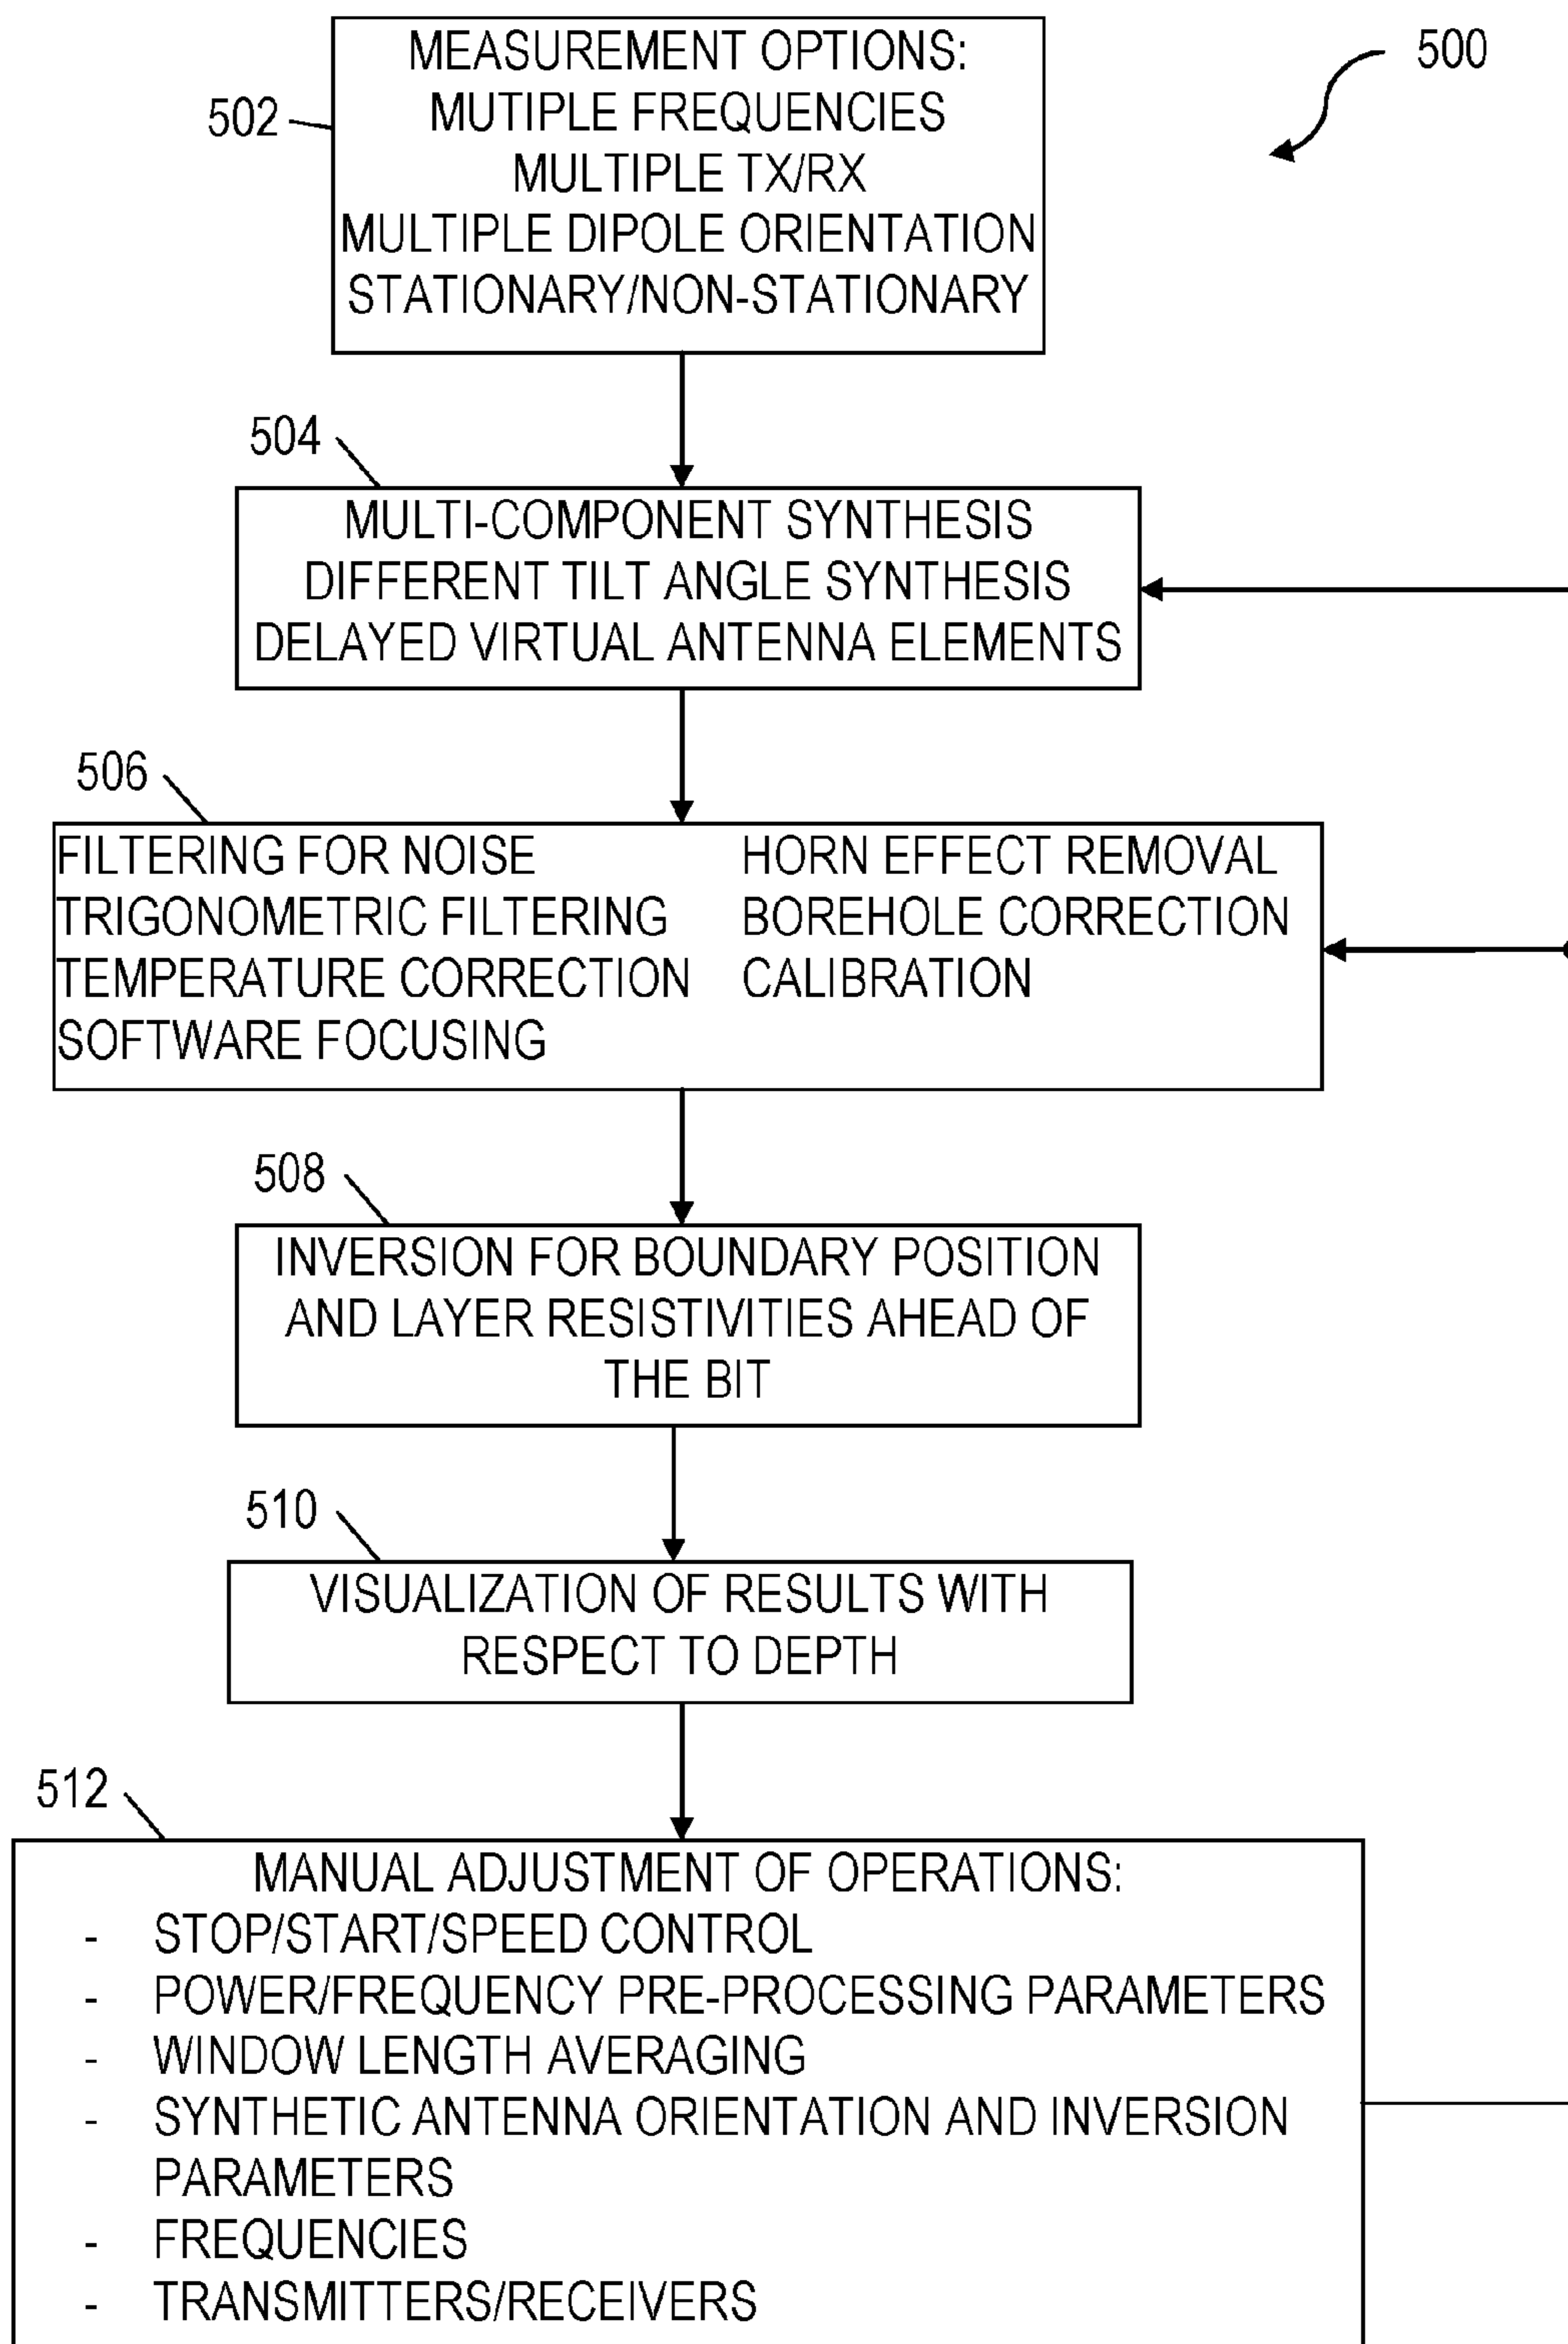 500
502
MEASUREMENT OPTIONS:
MUTIPLE FREQUENCIES
MULTIPLE TX/RX
MULTIPLE DIPOLE ORIENTATION
STATIONARY/NON-STATIONARY
504
MULTI-COMPONENT SYNTHESIS
DIFFERENT TILT ANGLE SYNTHESIS
DELAYED VIRTUAL ANTENNA ELEMENTS
506
FILTERING FOR NOISE
TRIGONOMETRIC FILTERING
TEMPERATURE CORRECTION
SOFTWARE FOCUSING
HORN EFFECT REMOVAL
BOREHOLE CORRECTION
CALIBRATION
508
INVERSION FOR BOUNDARY POSITION
AND LAYER RESISTIVITIES AHEAD OF
THE BIT
510
VISUALIZATION OF RESULTS WITH
RESPECT TO DEPTH
512
MANUAL ADJUSTMENT OF OPERATIONS:
- STOP/START/SPEED CONTROL
- POWER/FREQUENCY PRE-PROCESSING PARAMETERS
- WINDOW LENGTH AVERAGING
- SYNTHETIC ANTENNA ORIENTATION AND INVERSION
PARAMETERS
- FREQUENCIES
- TRANSMITTERS/RECEIVERS